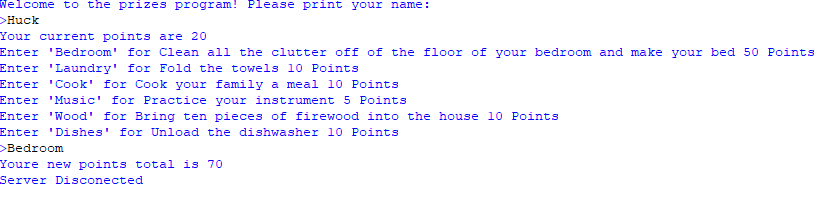 Welcome to the prizes program! Please print your name:
>Huck
Your current points are 20
Enter 'Bedroom' for Clean all the clutter off of the floor of your bedroom and make your bed 50 Points
Enter 'Laundry' for Fold the towels 10 Points
Enter 'Cook' for Cook your family a meal 10 Points
Enter 'Music' for Practice your instrument 5 Points
Enter 'Wood' for Bring ten pieces of firewood into the house 10 Points
Enter 'Dishes' for Unload the dishwasher 10 Points
>Bedroom
Youre new points total is 70
Server Disconected